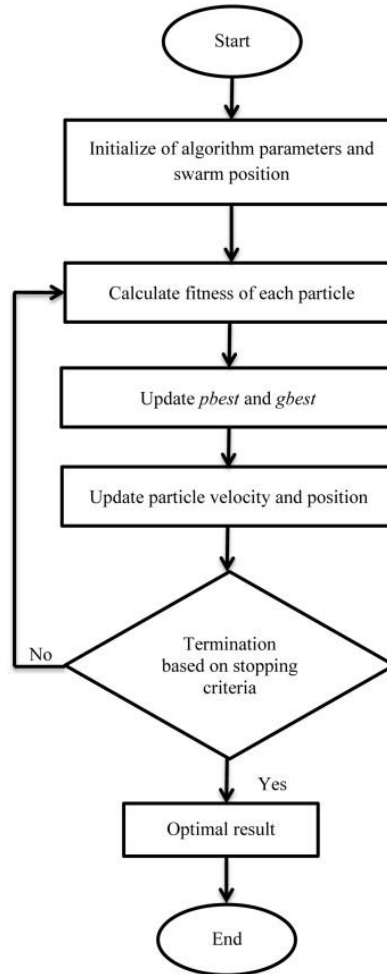 Start
Initialize of algorithm parameters and
swarm position
Calculate fitness of each particle
Update pbest and gbest
Update particle velocity and position
Termination
based on stopping
criteria
No
Yes
Optimal result
End